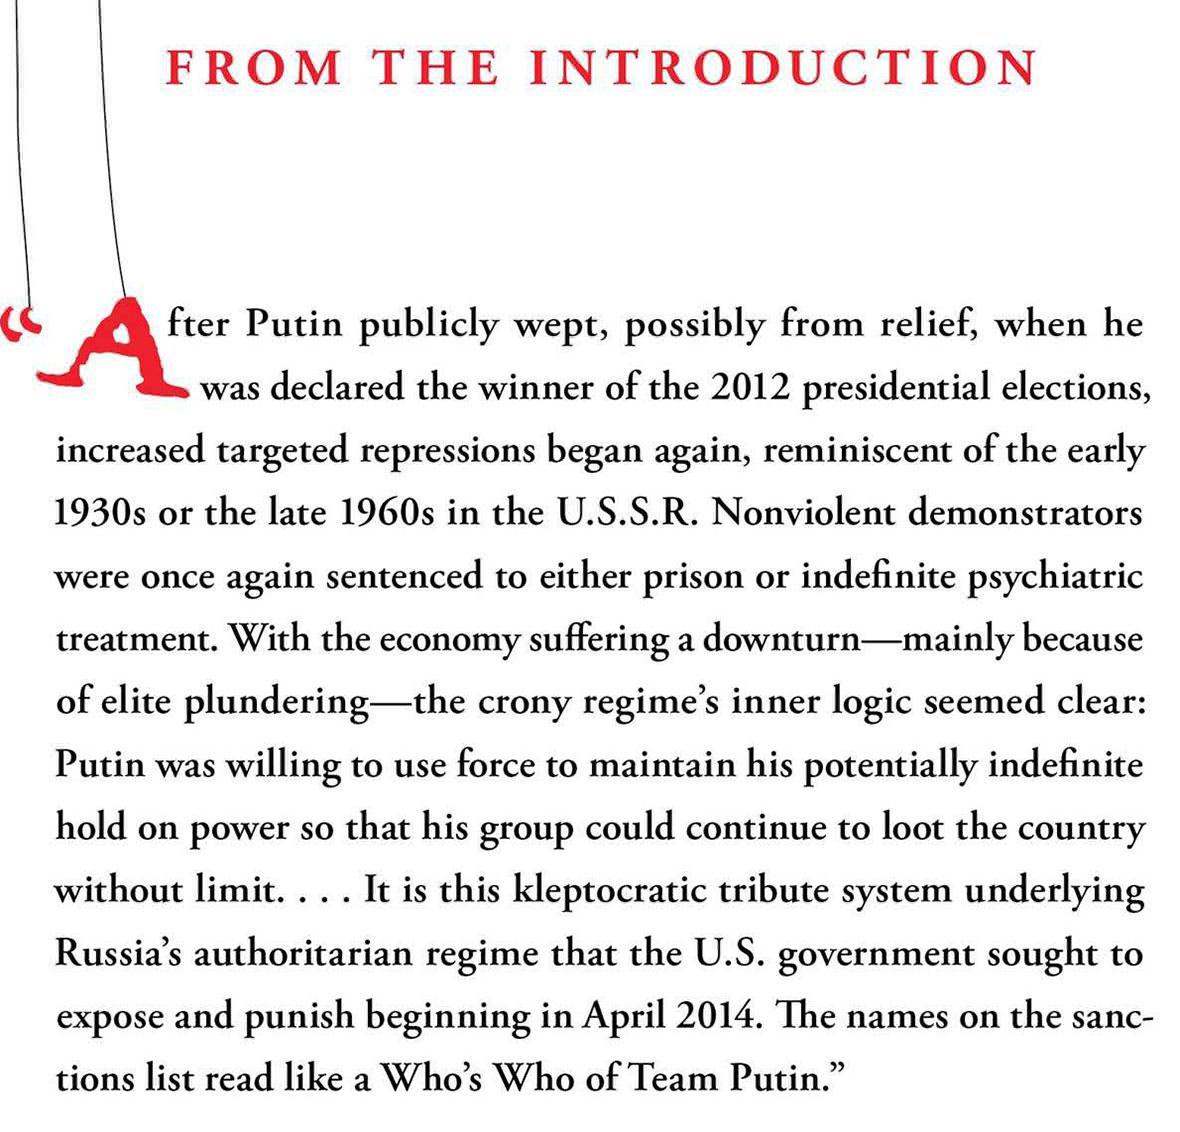 FROM THE INTRODUCTION
“After Putin publicly wept, possibly from relief, when he
was declared the winner of the 2012 presidential elections,
increased targeted repressions began again, reminiscent of the early
1930s or the late 1960s in the U.S.S.R. Nonviolent demonstrators
were once again sentenced to either prison or indefinite psychiatric
treatment. With the economy suffering a downturn—mainly because
of elite plundering—the crony regime’s inner logic seemed clear:
Putin was willing to use force to maintain his potentially indefinite
hold on power so that his group could continue to loot the country
without limit. . . . It is this kleptocratic tribute system underlying
Russia’s authoritarian regime that the U.S. government sought to
expose and punish beginning in April 2014. The names on the sanc-
tions list read like a Who’s Who of Team Putin.”